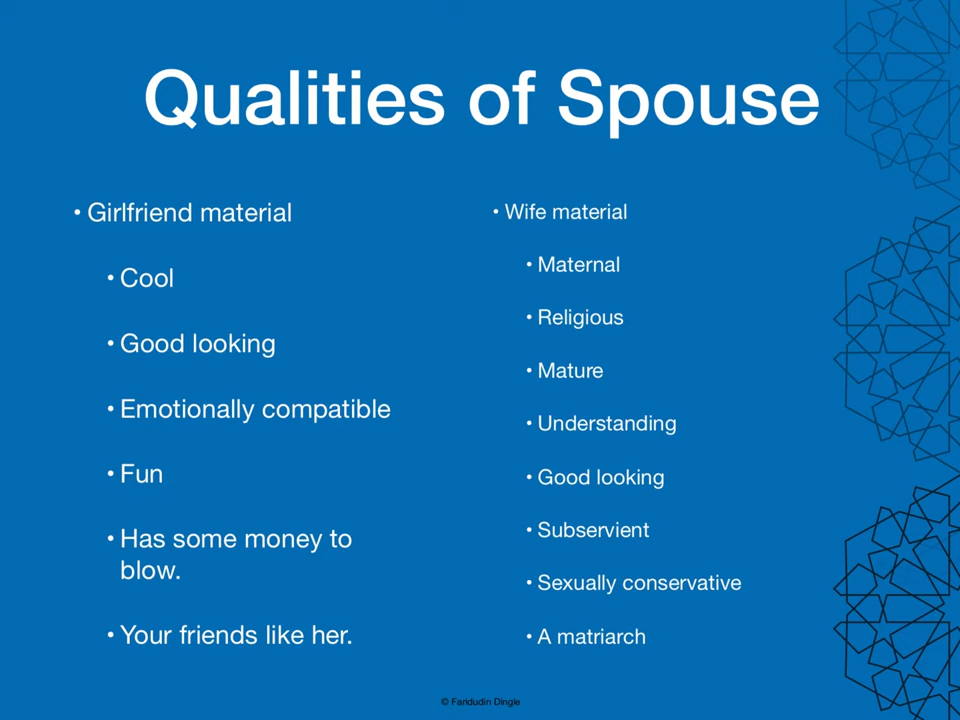 Qualities of Spouse
• Girlfriend material
• Cool
• Good looking
• Emotionally compatible
• Fun
• Has some money to
blow.
• Your friends like her.
• Wife material
• Maternal
• Religious
• Mature
• Understanding
• Good looking
• Subservient
• Sexually conservative
• A matriarch
© Faridudin Dingle